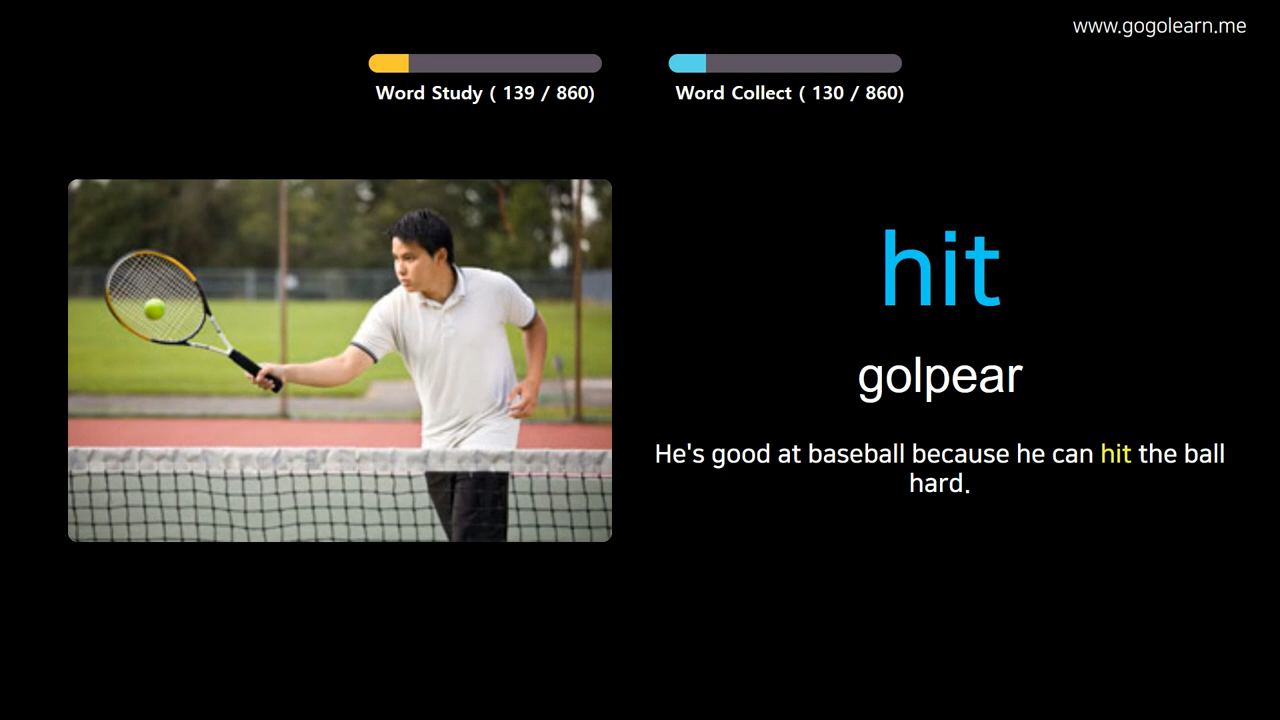 www.gogolearn.me
Word Study ( 139 / 860)
Word Collect ( 130 / 860)
hit
golpear
He's good at baseball because he can hit the ball
hard.